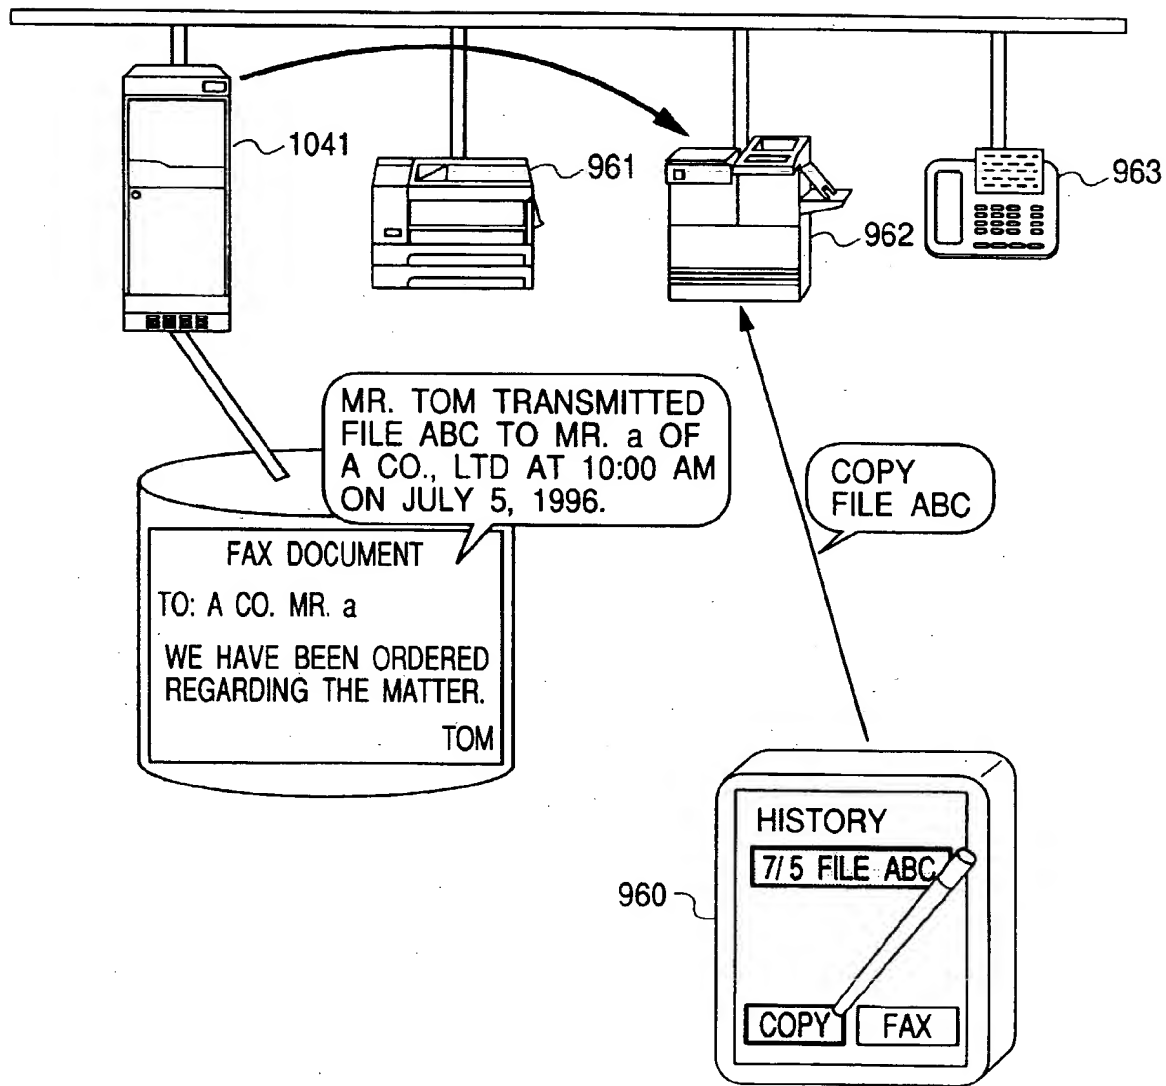 1041
961
962
963
MR. TOM TRANSMITTED
FILE ABC TO MR. a OF
A CO., LTD AT 10:00 AM
ON JULY 5, 1996.
COPY
FILE ABC
FAX DOCUMENT
TO: A CO. MR. a
WE HAVE BEEN ORDERED
REGARDING THE MATTER.
TOM
960
HISTORY
7/5 FILE ABC
COPY
FAX